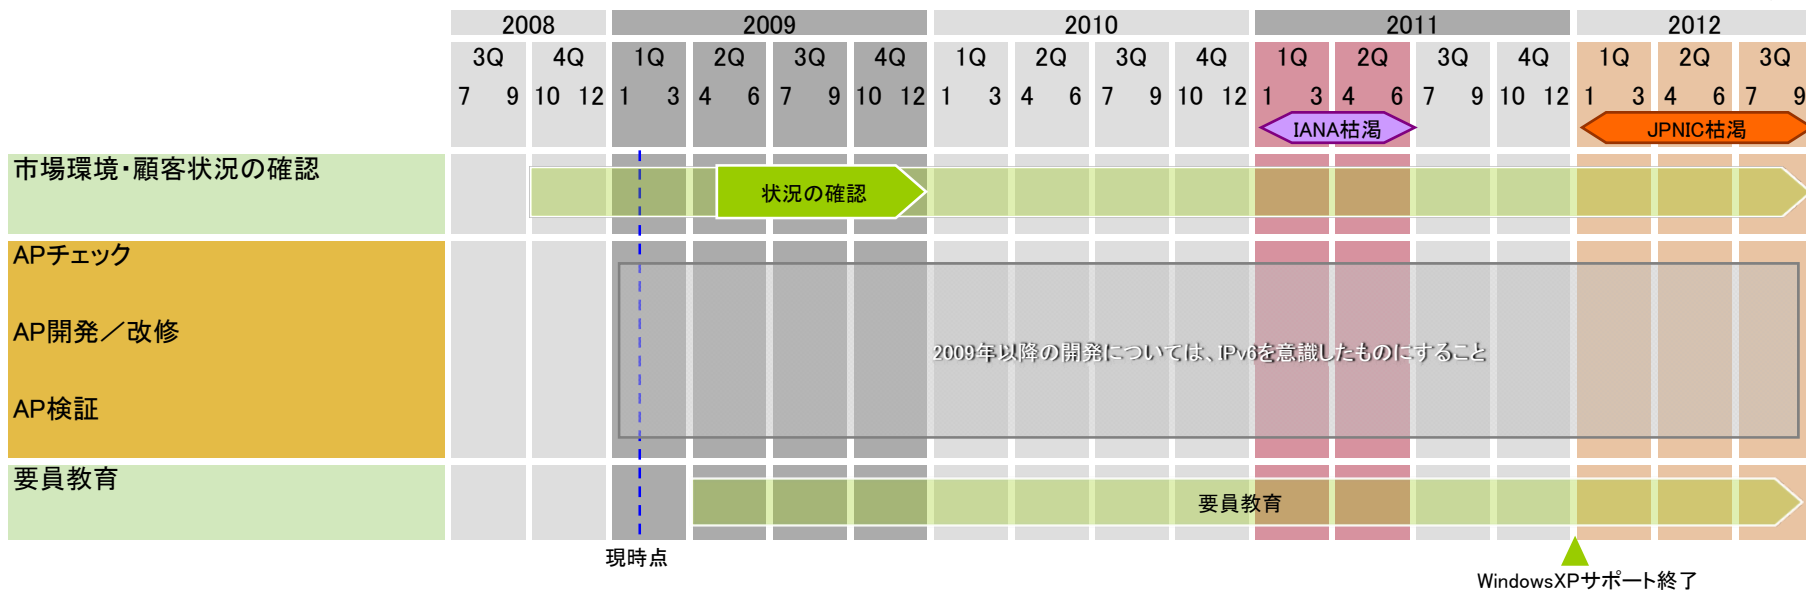 2008 2009 2010 2011 2012
3Q 4Q 1Q 2Q 3Q 4Q 1Q 2Q 3Q 4Q 1Q 2Q 3Q 4Q 1Q 2Q 3Q
7 9 10 12 1 3 4 6 7 9 10 12 1 3 4 6 7 9 10 12 1 3 4 6 7 9 10 12 1 3 4 6 7 9
IANA枯渇 JPNIC枯渇
市場環境・顧客状況の確認
状況の確認
APチェック
AP開発／改修
2009年以降の開発については、IPv6を意識したものにすること
AP検証
要員教育
要員教育
現時点
WindowsXPサポート終了